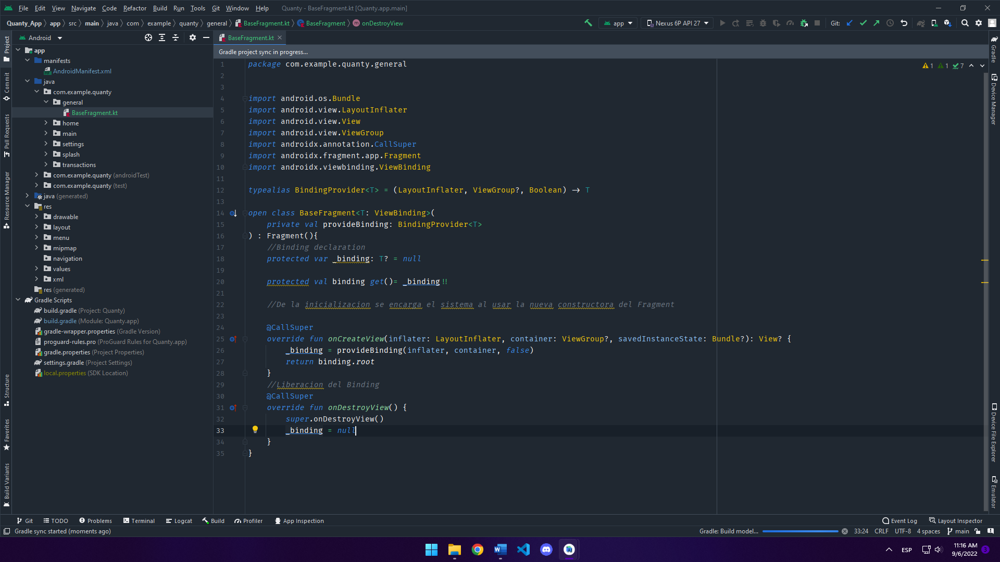 File Edit View Navigate Code Refactor Build Run Tools Git Window Help Quanty - BaseFragment.kt [Quanty.app.main]
Quanty_App app src main java com example quanty general BaseFragment.kt BaseFragment onDestroyView app Nexus 6P API 27 Git:
Android
BaseFragment.kt
Gradle project sync in progress...
Project
Commit
Pull Requests
Resource Manager
Structure
Favorites
Build Variants
app
manifests
AndroidManifest.xml
java
com.example.quanty
general
BaseFragment.kt
home
main
settings
splash
transactions
com.example.quanty (androidTest)
com.example.quanty (test)
java (generated)
res
drawable
layout
menu
mipmap
navigation
values
xml
res (generated)
Gradle Scripts
build.gradle (Project: Quanty)
build.gradle (Module: Quanty.app)
gradle-wrapper.properties (Gradle Version)
proguard-rules.pro (ProGuard Rules for Quanty.app)
gradle.properties (Project Properties)
settings.gradle (Project Settings)
local.properties (SDK Location)
1 package com.example.quanty.general
2
3
4 import android.os.Bundle
5 import android.view.LayoutInflater
6 import android.view.View
7 import android.view.ViewGroup
8 import androidx.annotation.CallSuper
9 import androidx.fragment.app.Fragment
10 import androidx.viewbinding.ViewBinding
11
12 typealias BindingProvider<T> = (LayoutInflater, ViewGroup?, Boolean) -> T
13
14 open class BaseFragment<T: ViewBinding>(
15 private val provideBinding: BindingProvider<T>
16 ) : Fragment(){
17 //Binding declaration
18 protected var _binding: T? = null
19
20 protected val binding get()= _binding!!
21
22 //De la inicializacion se encarga el sistema al usar la nueva constructora del Fragment
23
24 @CallSuper
25 override fun onCreateView(inflater: LayoutInflater, container: ViewGroup?, savedInstanceState: Bundle?): View? {
26 _binding = provideBinding(inflater, container, false)
27 return binding.root
28 }
29 //Liberacion del Binding
30 @CallSuper
31 override fun onDestroyView() {
32 super.onDestroyView()
33 _binding = null
34 }
35 }
1 1 7
Gradle
Device Manager
Device File Explorer
Emulator
Git TODO Problems Terminal Logcat Build Profiler App Inspection Event Log Layout Inspector
Gradle sync started (moments ago) Gradle: Build model... 33:24 CRLF UTF-8 4 spaces main
ESP 11:16 AM
9/6/2022 3